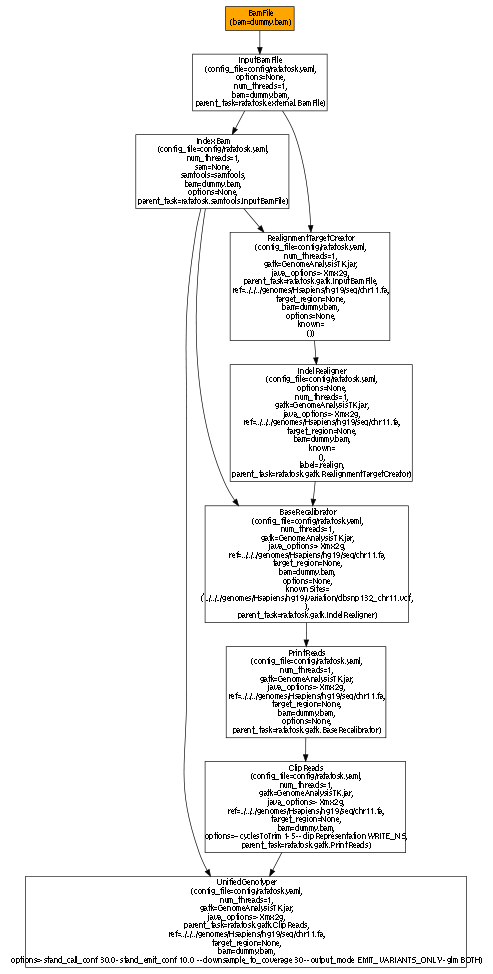 BamFile
(bam=dummy.bam)
InputBamFile
(config_file=config/ratatosk.yaml,
options=None,
num_threads=1,
bam=dummy.bam,
parent_task=ratatosk.external.BamFile)
IndexBam
(config_file=config/ratatosk.yaml,
num_threads=1,
sam=None,
samtools=samtools,
bam=dummy.bam,
options=None,
parent_task=ratatosk.samtools.InputBamFile)
RealignmentTargetCreator
(config_file=config/ratatosk.yaml,
num_threads=1,
gatk=GenomeAnalysisTK.jar,
java_options=-Xmx2g,
parent_task=ratatosk.gatk.InputBamFile,
ref=../../../genomes/Hsapiens/hg19/seq/chr11.fa,
target_region=None,
bam=dummy.bam,
options=None,
known=
())
IndelRealigner
(config_file=config/ratatosk.yaml,
options=None,
num_threads=1,
gatk=GenomeAnalysisTK.jar,
java_options=-Xmx2g,
ref=../../../genomes/Hsapiens/hg19/seq/chr11.fa,
target_region=None,
bam=dummy.bam,
known=
(),
label=.realign,
parent_task=ratatosk.gatk.RealignmentTargetCreator)
BaseRecalibrator
(config_file=config/ratatosk.yaml,
num_threads=1,
gatk=GenomeAnalysisTK.jar,
java_options=-Xmx2g,
ref=../../../genomes/Hsapiens/hg19/seq/chr11.fa,
target_region=None,
bam=dummy.bam,
options=None,
knownSites=
(../../../genomes/Hsapiens/hg19/variation/dbsnp132_chr11.vcf,
),
parent_task=ratatosk.gatk.IndelRealigner)
PrintReads
(config_file=config/ratatosk.yaml,
num_threads=1,
gatk=GenomeAnalysisTK.jar,
java_options=-Xmx2g,
ref=../../../genomes/Hsapiens/hg19/seq/chr11.fa,
target_region=None,
bam=dummy.bam,
options=None,
parent_task=ratatosk.gatk.BaseRecalibrator)
ClipReads
(config_file=config/ratatosk.yaml,
num_threads=1,
gatk=GenomeAnalysisTK.jar,
java_options=-Xmx2g,
ref=../../../genomes/Hsapiens/hg19/seq/chr11.fa,
target_region=None,
bam=dummy.bam,
options=--cyclesToTrim 1-5 --clipRepresentation WRITE_NS,
parent_task=ratatosk.gatk.PrintReads)
UnifiedGenotyper
(config_file=config/ratatosk.yaml,
num_threads=1,
gatk=GenomeAnalysisTK.jar,
java_options=-Xmx2g,
parent_task=ratatosk.gatk.ClipReads,
ref=../../../genomes/Hsapiens/hg19/seq/chr11.fa,
target_region=None,
bam=dummy.bam,
options=-stand_call_conf 30.0 -stand_emit_conf 10.0 --downsample_to_coverage 30 --output_mode EMIT_VARIANTS_ONLY -glm BOTH)